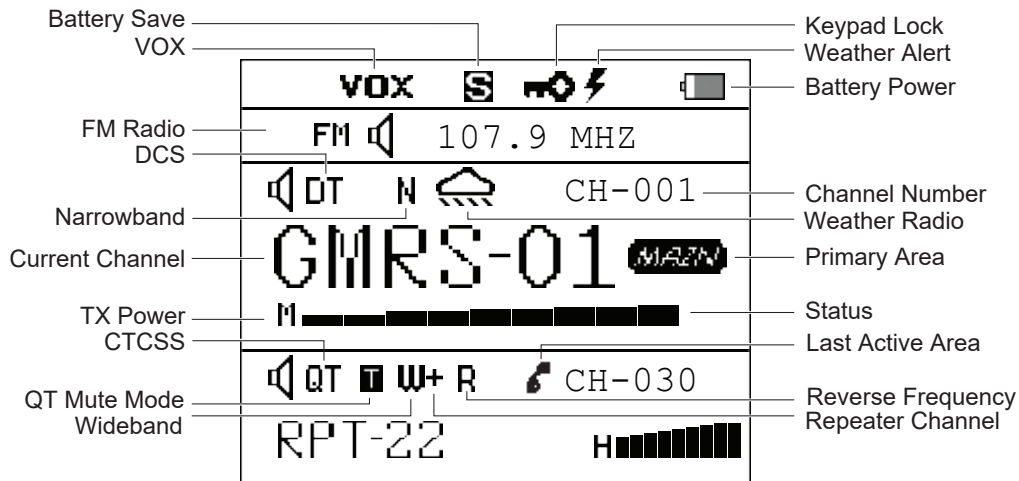 Battery Save
VOX
Keypad Lock
Weather Alert
Battery Power
VOX S
FM Radio
DCS
FM 107.9 MHZ
DT N CH-001
Narrowband
Channel Number
Weather Radio
Current Channel
GMRS-01 MAIN
Primary Area
TX Power
CTCSS
M
Status
Last Active Area
QT T W+ R CH-030
QT Mute Mode
Wideband
Reverse Frequency
Repeater Channel
RPT-22 H